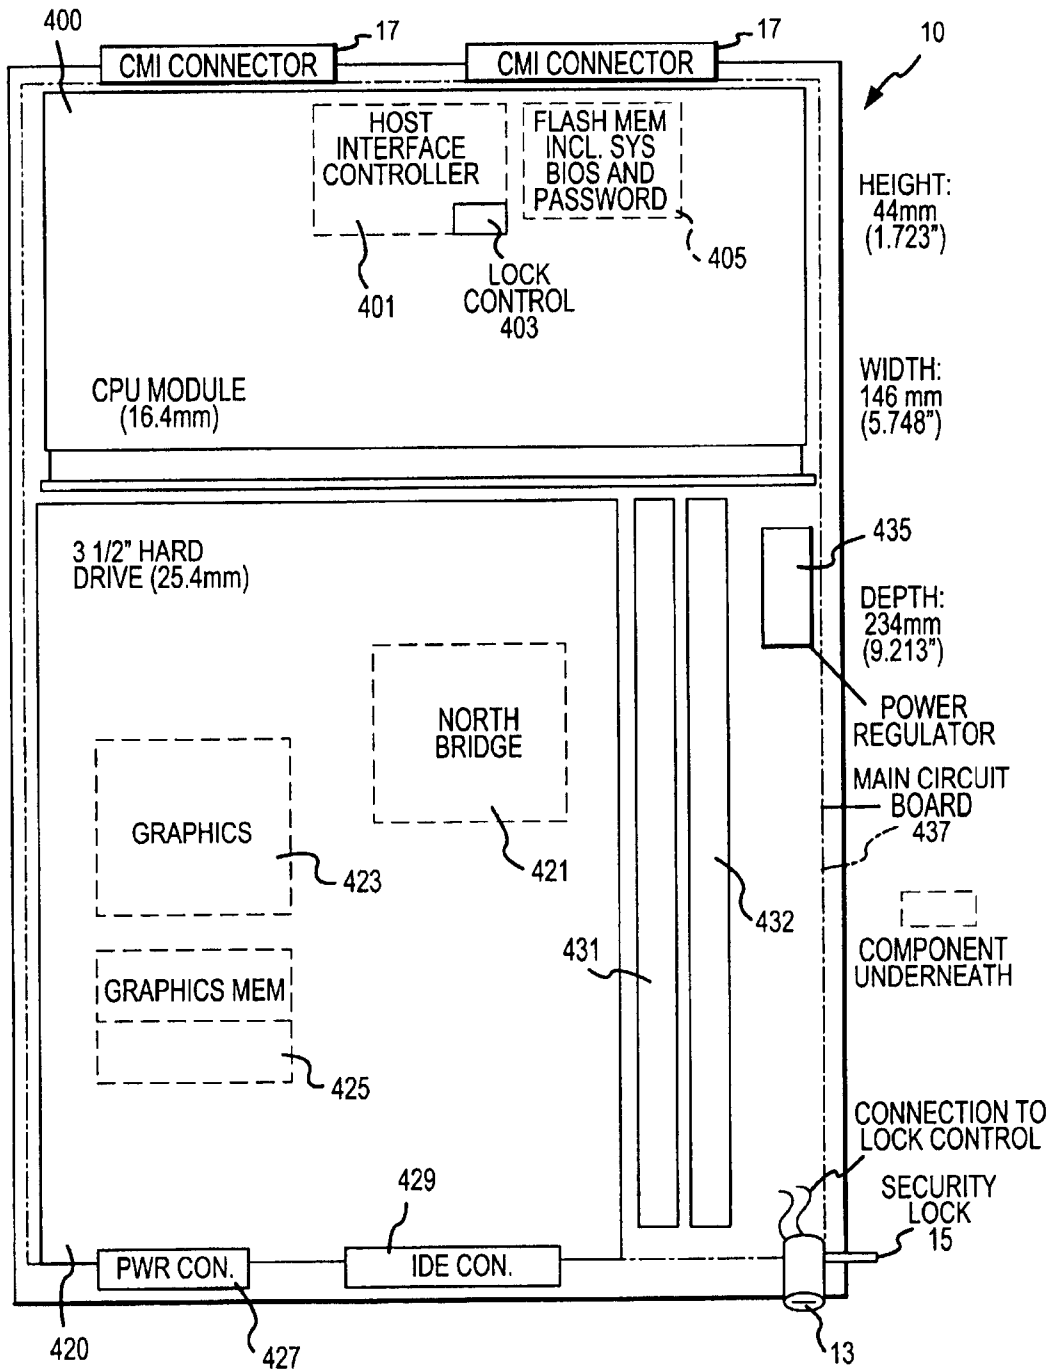 400
17
17
10
CMI CONNECTOR
CMI CONNECTOR
HOST
INTERFACE
CONTROLLER
FLASH MEM
INCL. SYS
BIOS AND
PASSWORD
HEIGHT:
44mm
(1.723")
405
401
LOCK
CONTROL
403
CPU MODULE
(16.4mm)
WIDTH:
146 mm
(5.748")
3 1/2" HARD
DRIVE (25.4mm)
435
DEPTH:
234mm
(9.213")
NORTH
BRIDGE
POWER
REGULATOR
MAIN CIRCUIT
BOARD
437
GRAPHICS
423
421
432
431
COMPONENT
UNDERNEATH
GRAPHICS MEM
425
CONNECTION TO
LOCK CONTROL
429
SECURITY
LOCK
15
PWR CON.
IDE CON.
420
427
13